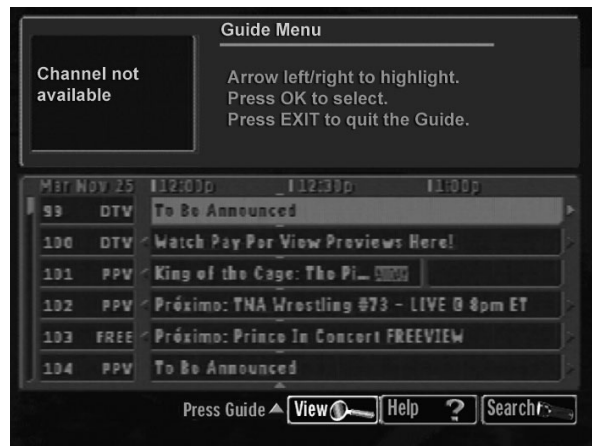 Guide Menu
Channel not
available
Arrow left/right to highlight.
Press OK to select.
Press EXIT to quit the Guide.
Nov 25 12:00p 12:30p 1:00p
99 DTV To Be Announced
100 DTV Watch Pay Per View Previews Here!
101 PPV King of the Cage: The Pi...
102 PPV Próximo: TNA Wrestling #73 - LIVE @ 8pm ET
103 FREE Próximo: Prince In Concert FREEVIEW
104 PPV To Be Announced
Press Guide View Help ? Search